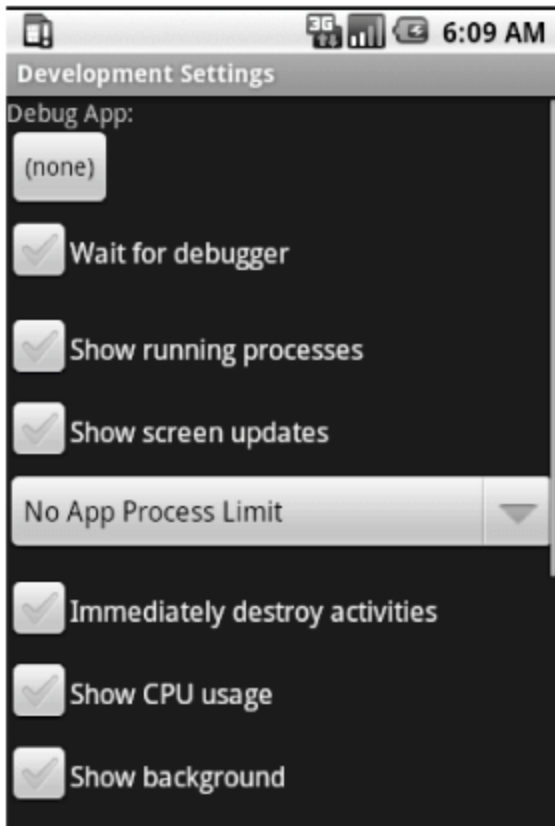 3G 6:09 AM
Development Settings
Debug App:
(none)
Wait for debugger
Show running processes
Show screen updates
No App Process Limit
Immediately destroy activities
Show CPU usage
Show background